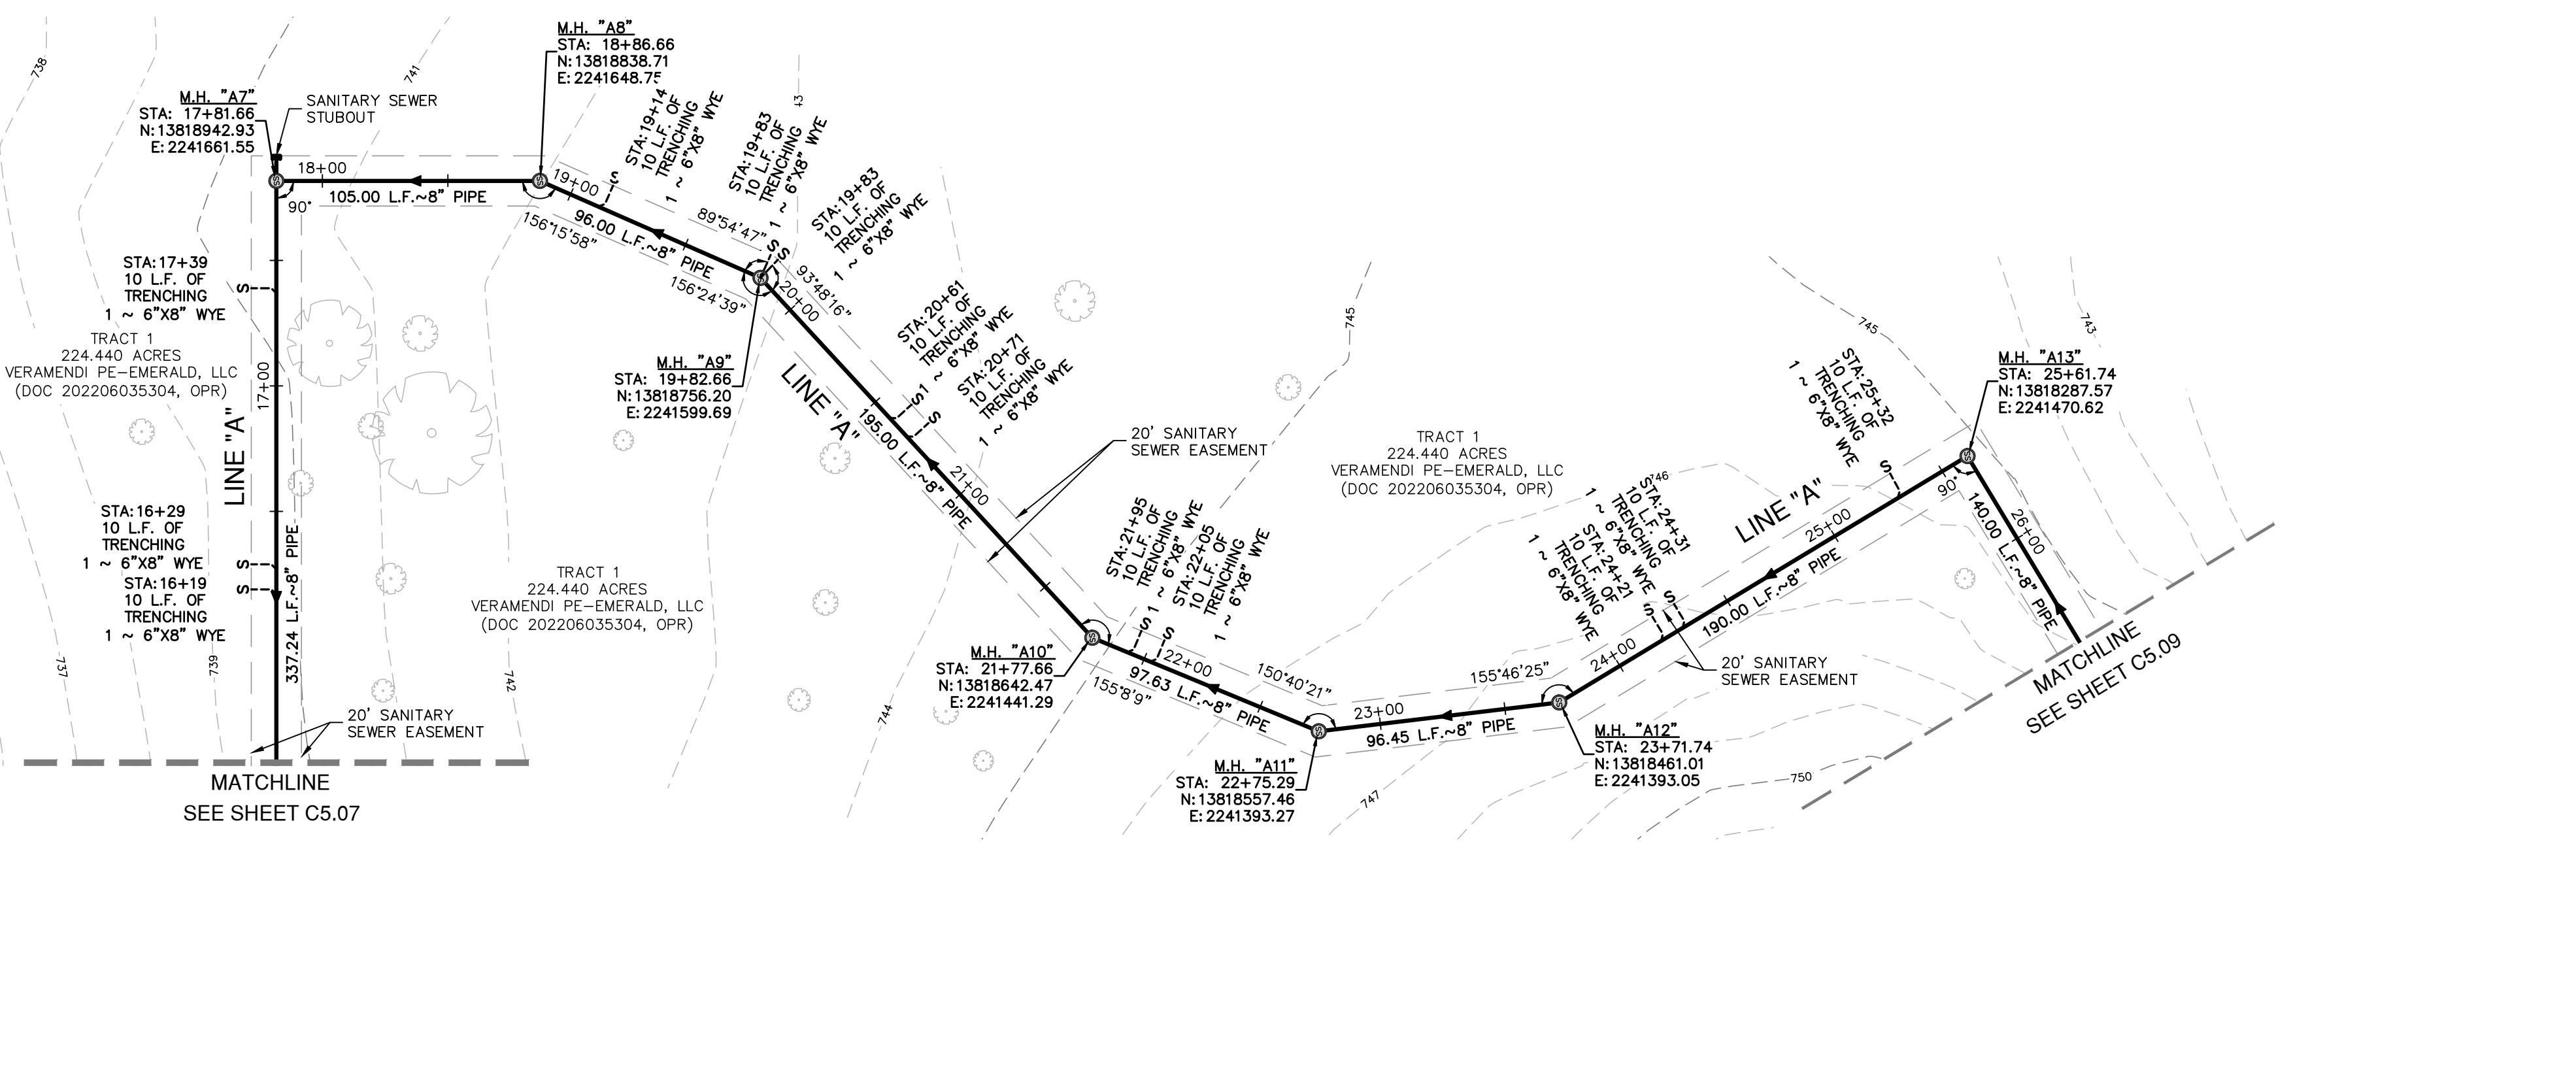 738
741
M.H. "A7"
STA: 17+81.66
N:13818942.93
E:2241661.55
SANITARY SEWER
STUBOUT
M.H. "A8"
STA: 18+86.66
N:13818838.71
E:2241648.75
18+00
105.00 L.F.~8" PIPE
90°
19+00
156°15'58"
96.00 L.F.~8" PIPE
STA:19+14
10 L.F. OF
TRENCHING
1 ~ 6"X8" WYE
S
89°54'47"
STA:19+83
10 L.F. OF
TRENCHING
1 ~ 6"X8" WYE
S
STA:19+83
10 L.F. OF
TRENCHING
1 ~ 6"X8" WYE
S
93°48'16"
156°24'39"
20+00
STA:17+39
10 L.F. OF
TRENCHING
1 ~ 6"X8" WYE
S
TRACT 1
224.440 ACRES
VERAMENDI PE-EMERALD, LLC
(DOC 202206035304, OPR)
LINE "A"
17+00
STA:16+29
10 L.F. OF
TRENCHING
1 ~ 6"X8" WYE
S
STA:16+19
10 L.F. OF
TRENCHING
1 ~ 6"X8" WYE
S
337.24 L.F.~8" PIPE
737
739
742
20' SANITARY
SEWER EASEMENT
MATCHLINE
SEE SHEET C5.07
M.H. "A9"
STA: 19+82.66
N:13818756.20
E:2241599.69
LINE "A"
195.00 L.F.~8" PIPE
STA:20+61
10 L.F. OF
TRENCHING
1 ~ 6"X8" WYE
S
STA:20+71
10 L.F. OF
TRENCHING
1 ~ 6"X8" WYE
S
21+00
20' SANITARY
SEWER EASEMENT
TRACT 1
224.440 ACRES
VERAMENDI PE-EMERALD, LLC
(DOC 202206035304, OPR)
744
M.H. "A10"
STA: 21+77.66
N:13818642.47
E:2241441.29
STA:21+95
10 L.F. OF
TRENCHING
1 ~ 6"X8" WYE
S
STA:22+05
10 L.F. OF
TRENCHING
1 ~ 6"X8" WYE
S
22+00
97.63 L.F.~8" PIPE
155°8'9"
150°40'21"
745
TRACT 1
224.440 ACRES
VERAMENDI PE-EMERALD, LLC
(DOC 202206035304, OPR)
M.H. "A11"
STA: 22+75.29
N:13818557.46
E:2241393.27
747
23+00
96.45 L.F.~8" PIPE
155°46'25"
M.H. "A12"
STA: 23+71.74
N:13818461.01
E:2241393.05
24+00
STA:24+21
10 L.F. OF
TRENCHING
1 ~ 6"X8" WYE
S
STA:24+31
10 L.F. OF
TRENCHING
1 ~ 6"X8" WYE
S
746
190.00 L.F.~8" PIPE
20' SANITARY
SEWER EASEMENT
750
LINE "A"
25+00
STA:25+32
10 L.F. OF
TRENCHING
1 ~ 6"X8" WYE
S
745
743
M.H. "A13"
STA: 25+61.74
N:13818287.57
E:2241470.62
90°
140.00 L.F.~8" PIPE
26+00
MATCHLINE
SEE SHEET C5.09